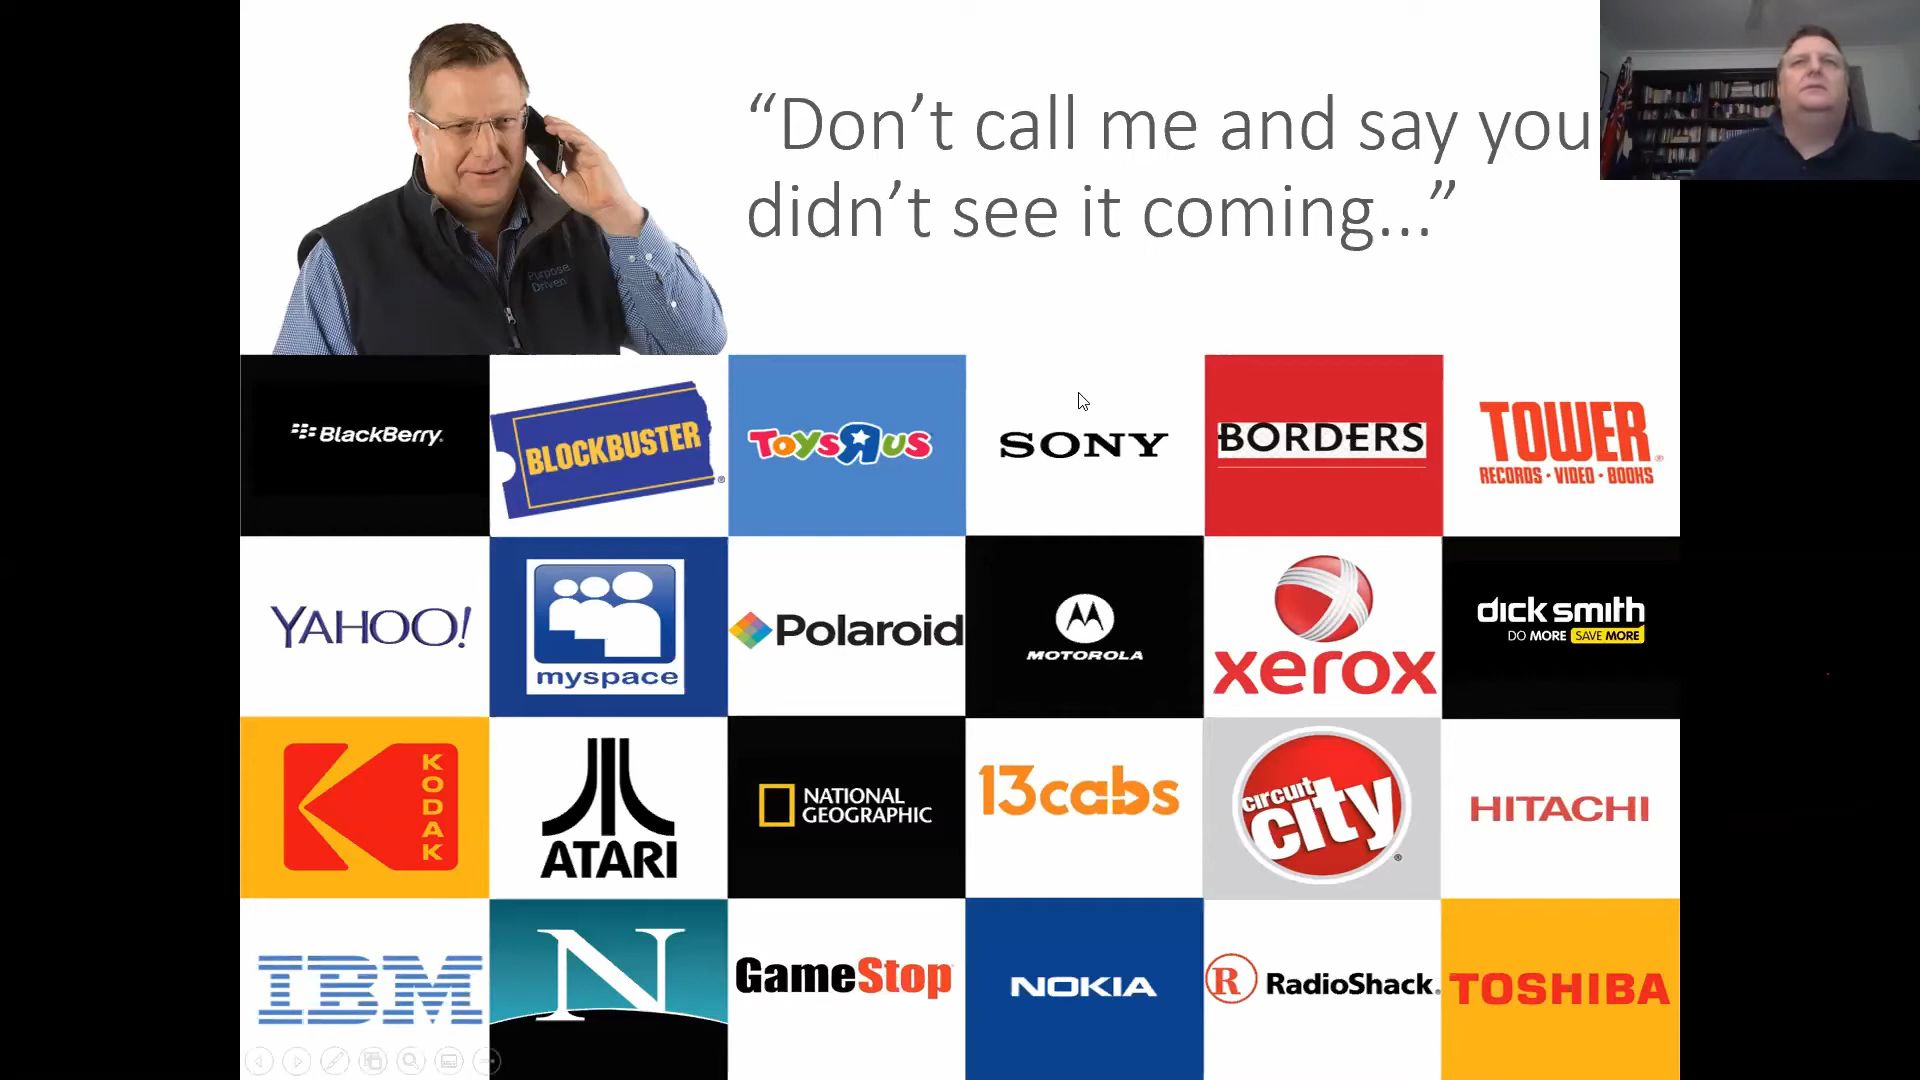 “Don’t call me and say you
didn’t see it coming...”
Purpose
Driven
BlackBerry.
BLOCKBUSTER
®
TOYS R US
SONY
BORDERS
TOWER
®
RECORDS • VIDEO • BOOKS
YAHOO!
myspace
Polaroid
MOTOROLA
xerox
dick smith
DO MORE SAVE MORE
KODAK
ATARI
NATIONAL
GEOGRAPHIC
13cabs
circuit
city
®
HITACHI
IBM
N
GameStop
NOKIA
R RadioShack.
TOSHIBA